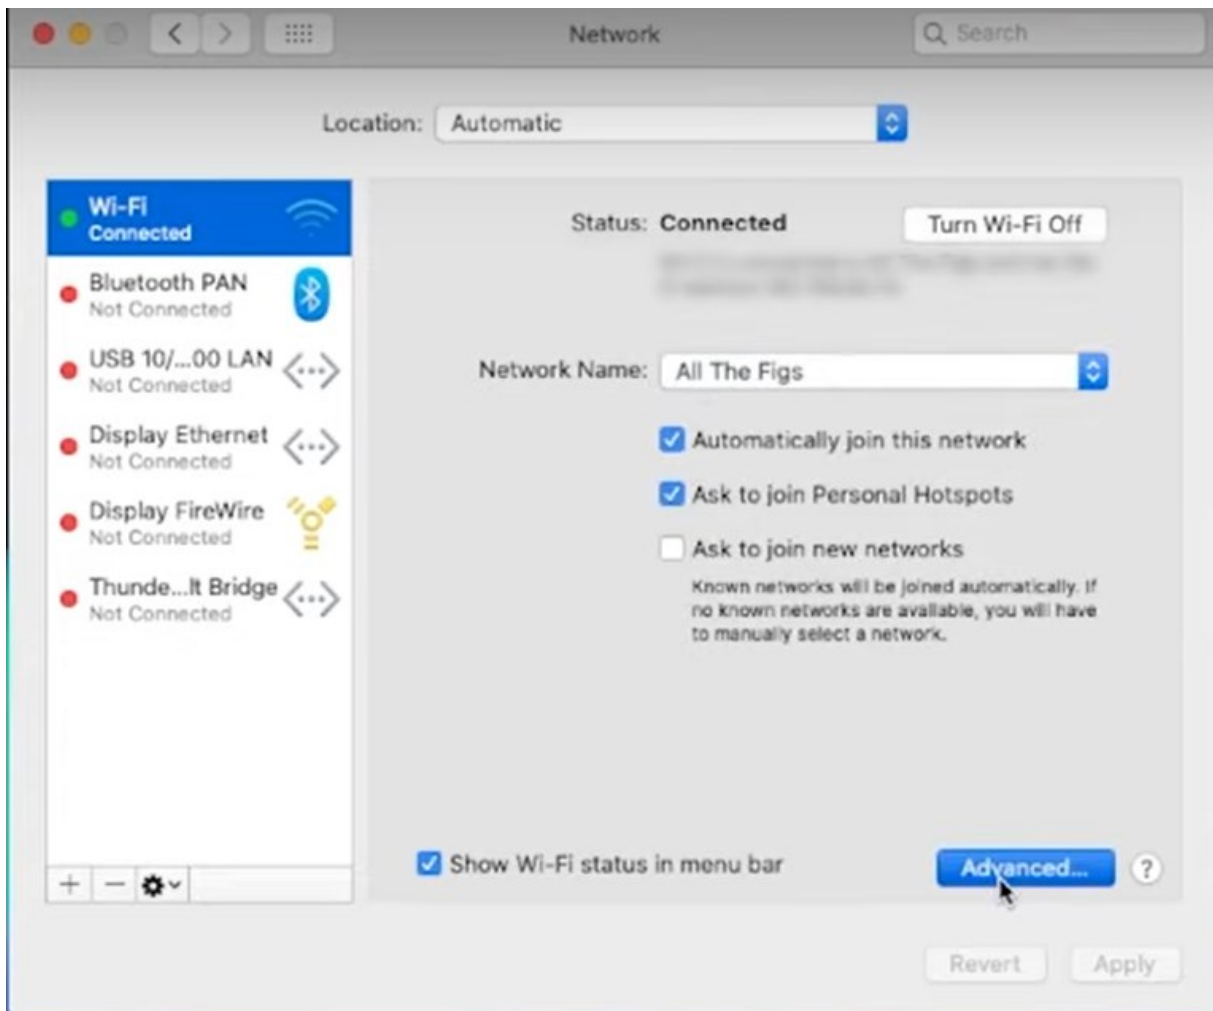 Network
Search
Location: Automatic
Wi-Fi
Connected
Bluetooth PAN
Not Connected
USB 10/...00 LAN
Not Connected
Display Ethernet
Not Connected
Display FireWire
Not Connected
Thunde...lt Bridge
Not Connected
Status: Connected
Turn Wi-Fi Off
Network Name: All The Figs
Automatically join this network
Ask to join Personal Hotspots
Ask to join new networks
Known networks will be joined automatically. If
no known networks are available, you will have
to manually select a network.
Show Wi-Fi status in menu bar
Advanced...
?
Revert
Apply